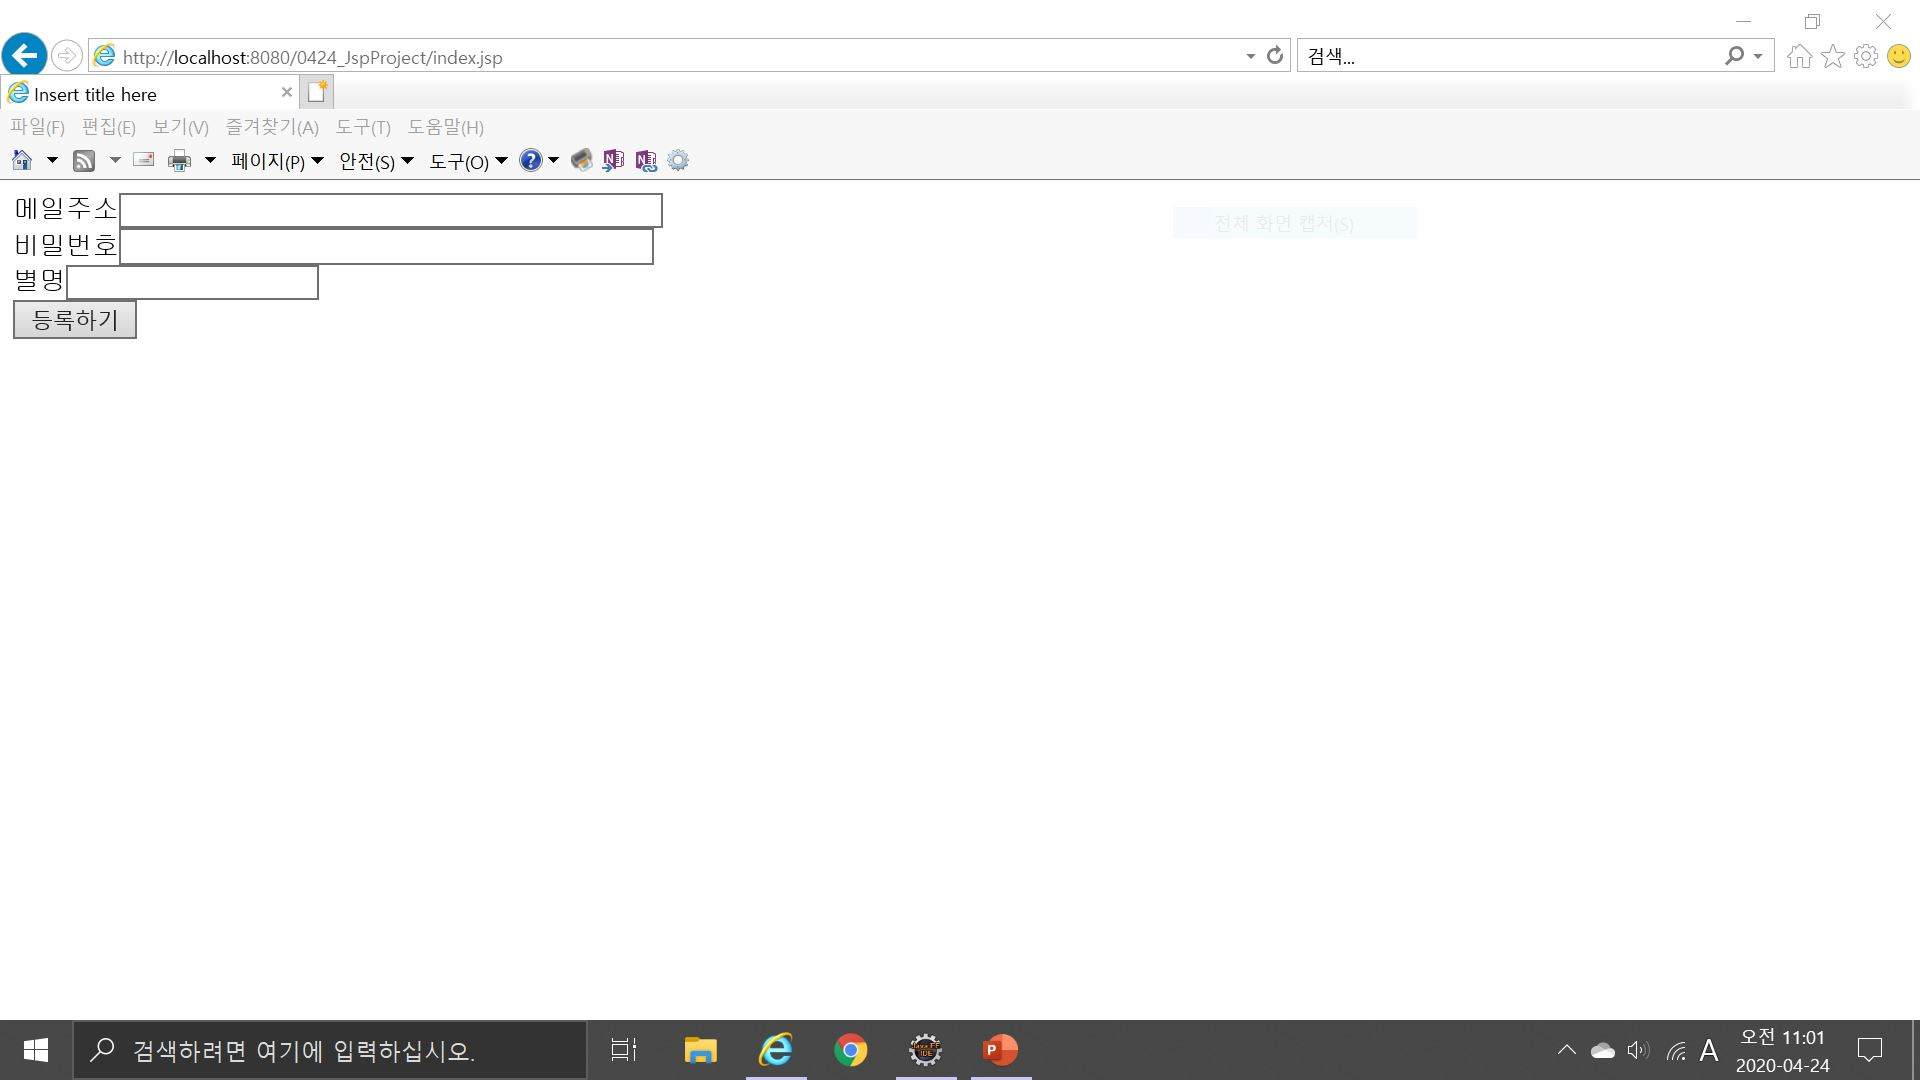 http://localhost:8080/0424_JspProject/index.jsp
검색...
Insert title here
파일(F) 편집(E) 보기(V) 즐겨찾기(A) 도구(T) 도움말(H)
페이지(P) 안전(S) 도구(O)
메일주소
전체 화면 캡처(S)
비밀번호
별명
등록하기
검색하려면 여기에 입력하십시오.
A
오전 11:01
2020-04-24